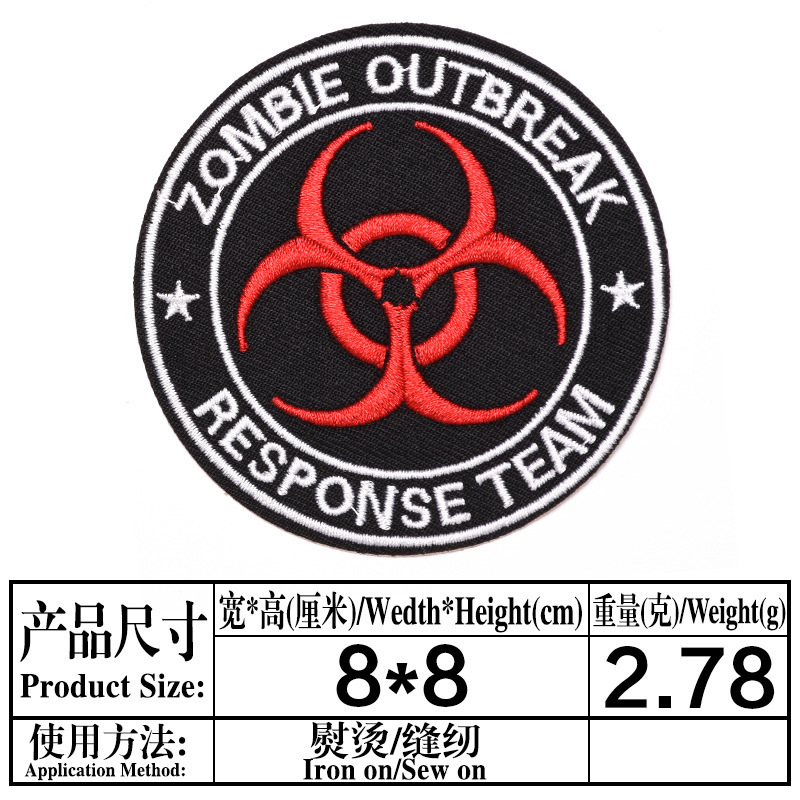 ZOMBIE OUTBREAK
RESPONSE TEAM
产品尺寸
Product Size:
宽*高(厘米)/Wedth*Height(cm)
重量(克)/Weight(g)
8*8
2.78
使用方法:
Application Method:
熨烫/缝纫
Iron on/Sew on